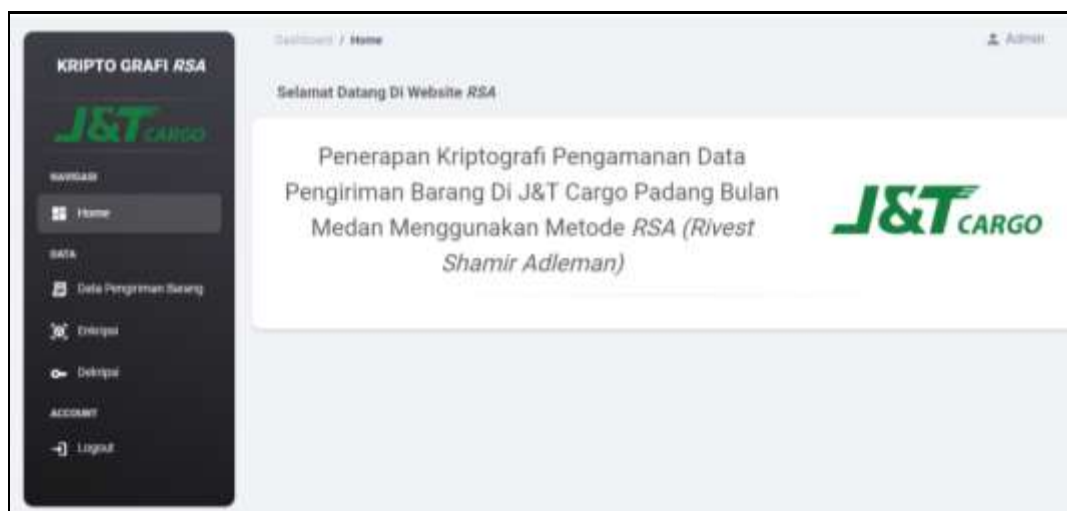 KRIPTO GRAFI RSA
J&T CARGO
NAVIGASI
Home
DATA
Data Pengiriman Barang
Enkripsi
Dekripsi
ACCOUNT
Logout
Dashboard / Home
Admin
Selamat Datang Di Website RSA
Penerapan Kriptografi Pengamanan Data
Pengiriman Barang Di J&T Cargo Padang Bulan
Medan Menggunakan Metode RSA (Rivest
Shamir Adleman)
J&T CARGO